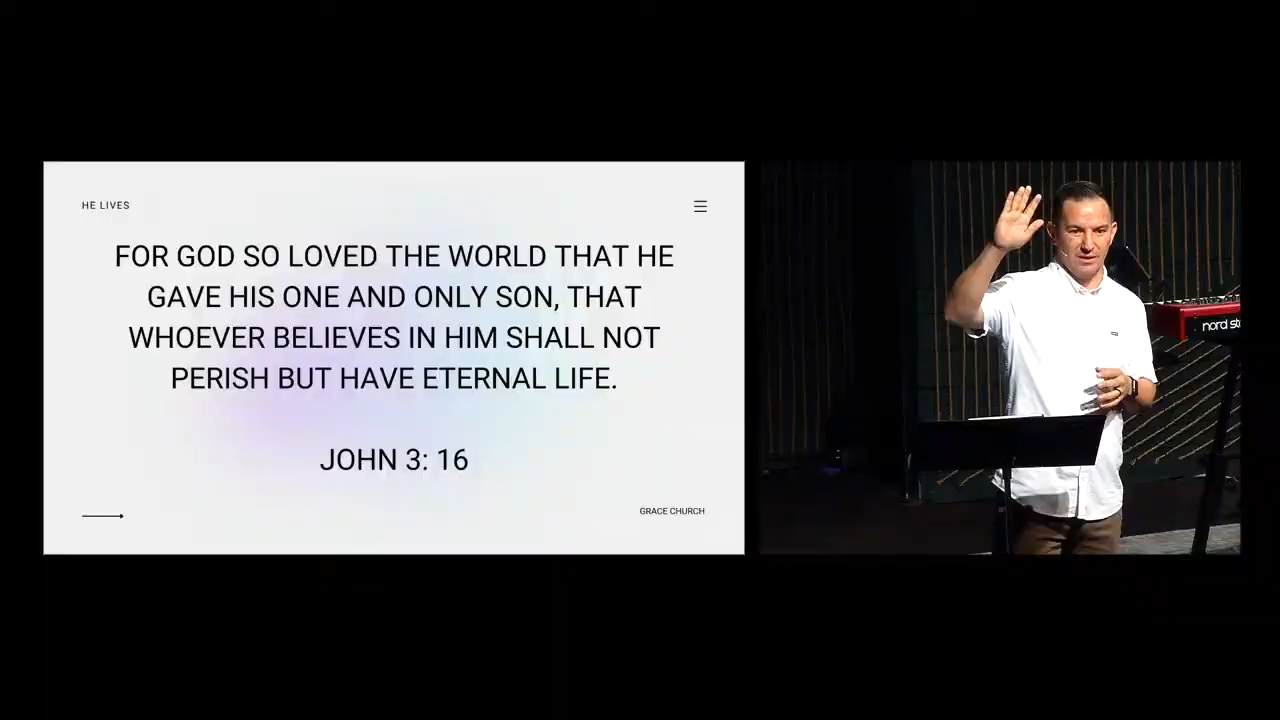 HE LIVES
FOR GOD SO LOVED THE WORLD THAT HE
GAVE HIS ONE AND ONLY SON, THAT
WHOEVER BELIEVES IN HIM SHALL NOT
PERISH BUT HAVE ETERNAL LIFE.
JOHN 3: 16
GRACE CHURCH
nord st